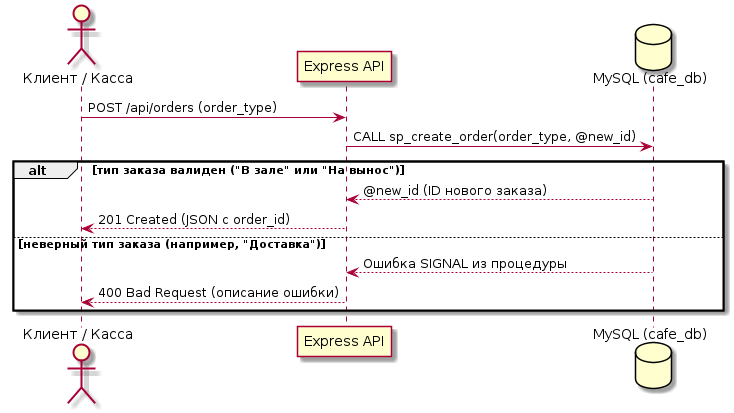 Клиент / Касса
Express API
MySQL (cafe_db)
POST /api/orders (order_type)
CALL sp_create_order(order_type, @new_id)
alt
[тип заказа валиден ("В зале" или "На вынос")]
@new_id (ID нового заказа)
201 Created (JSON с order_id)
[неверный тип заказа (например, "Доставка")]
Ошибка SIGNAL из процедуры
400 Bad Request (описание ошибки)
Клиент / Касса
Express API
MySQL (cafe_db)